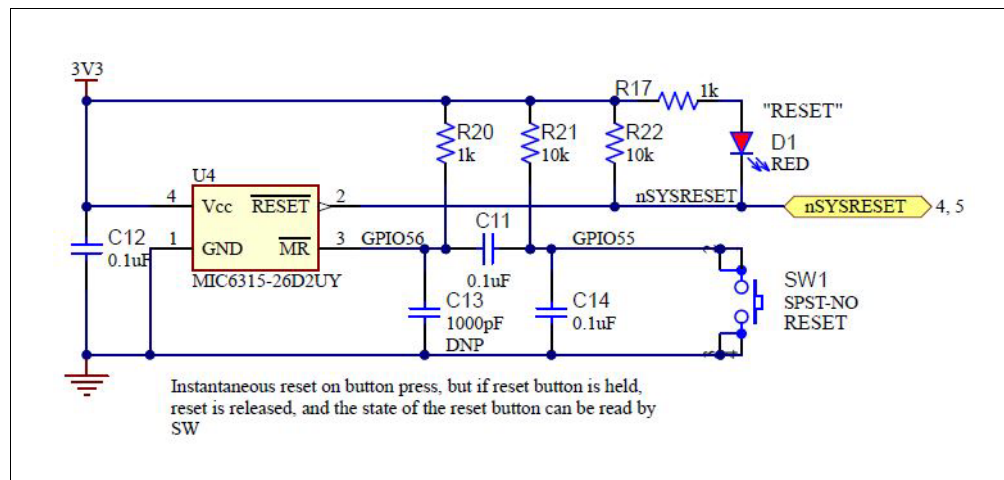 3V3
R17
1k
"RESET"
D1
RED
R20
1k
R21
10k
R22
10k
U4
4
Vcc
RESET
2
nSYSRESET
nSYSRESET
4, 5
C12
0.1uF
1
GND
MR
3
GPIO56
C11
0.1uF
GPIO55
2
MIC6315-26D2UY
C13
1000pF
DNP
C14
0.1uF
SW1
SPST-NO
RESET
Instantaneous reset on button press, but if reset button is held,
reset is released, and the state of the reset button can be read by
SW